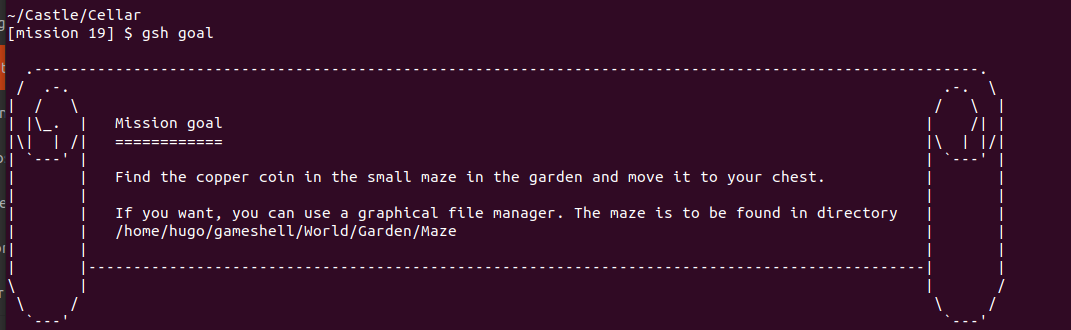 ~/Castle/Cellar
[mission 19] $ gsh goal
Mission goal
============
Find the copper coin in the small maze in the garden and move it to your chest.
If you want, you can use a graphical file manager. The maze is to be found in directory
/home/hugo/gameshell/World/Garden/Maze